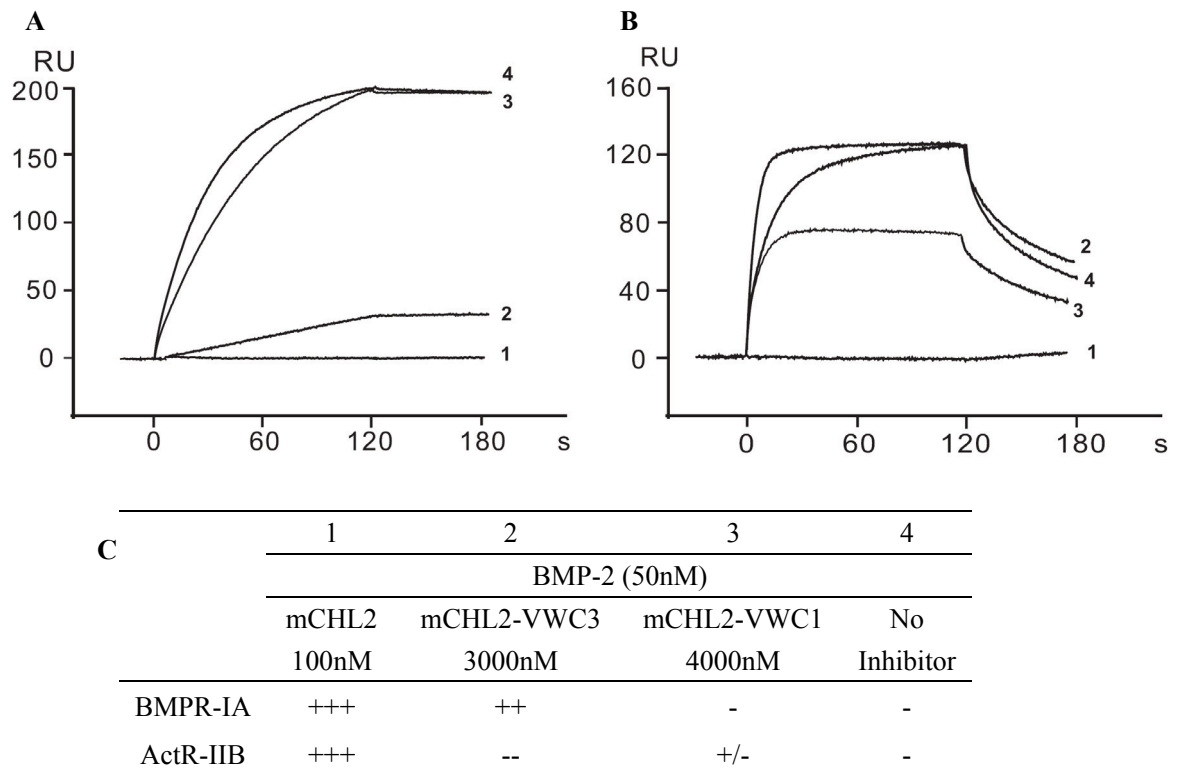 A
RU
200
150
100
50
0
4
3
2
1
0 60 120 180 s
B
RU
160
120
80
40
0
2
4
3
1
0 60 120 180 s
C
1 2 3 4
BMP-2 (50nM)
mCHL2 mCHL2-VWC3 mCHL2-VWC1 No
100nM 3000nM 4000nM Inhibitor
BMPR-IA +++ ++ - -
ActR-IIB +++ -- +/- -